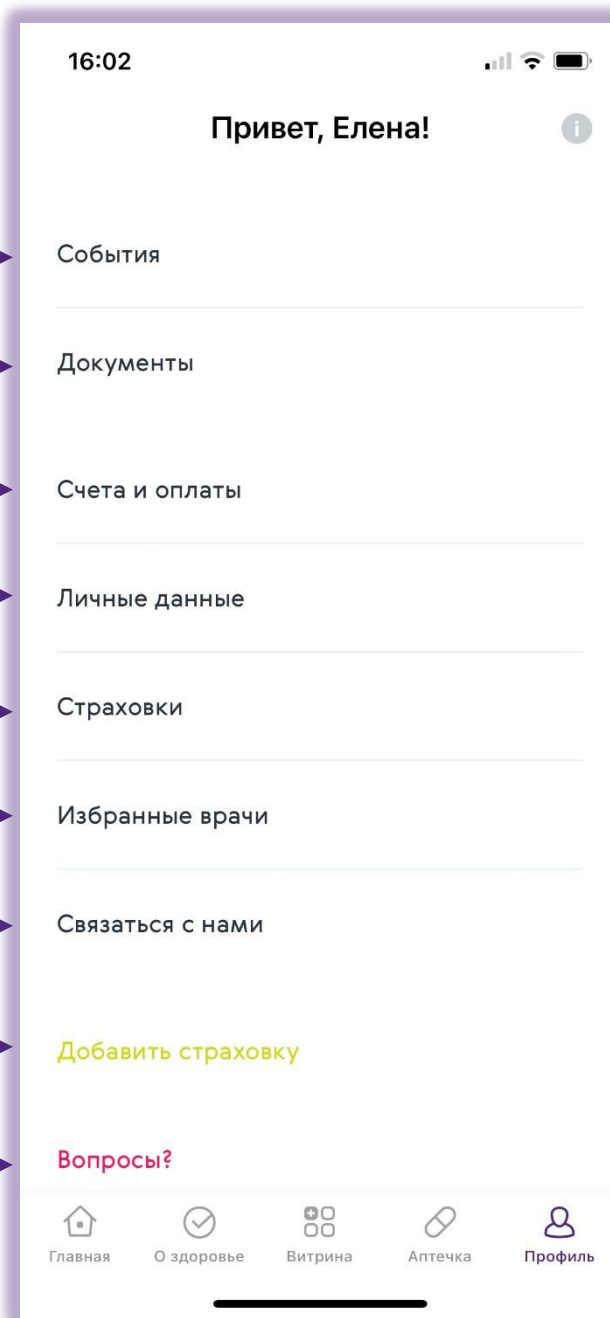 16:02
Привет, Елена!
События
Документы
Счета и оплаты
Личные данные
Страховки
Избранные врачи
Связаться с нами
Добавить страховку
Вопросы?
Главная О здоровье Витрина Аптечка Профиль